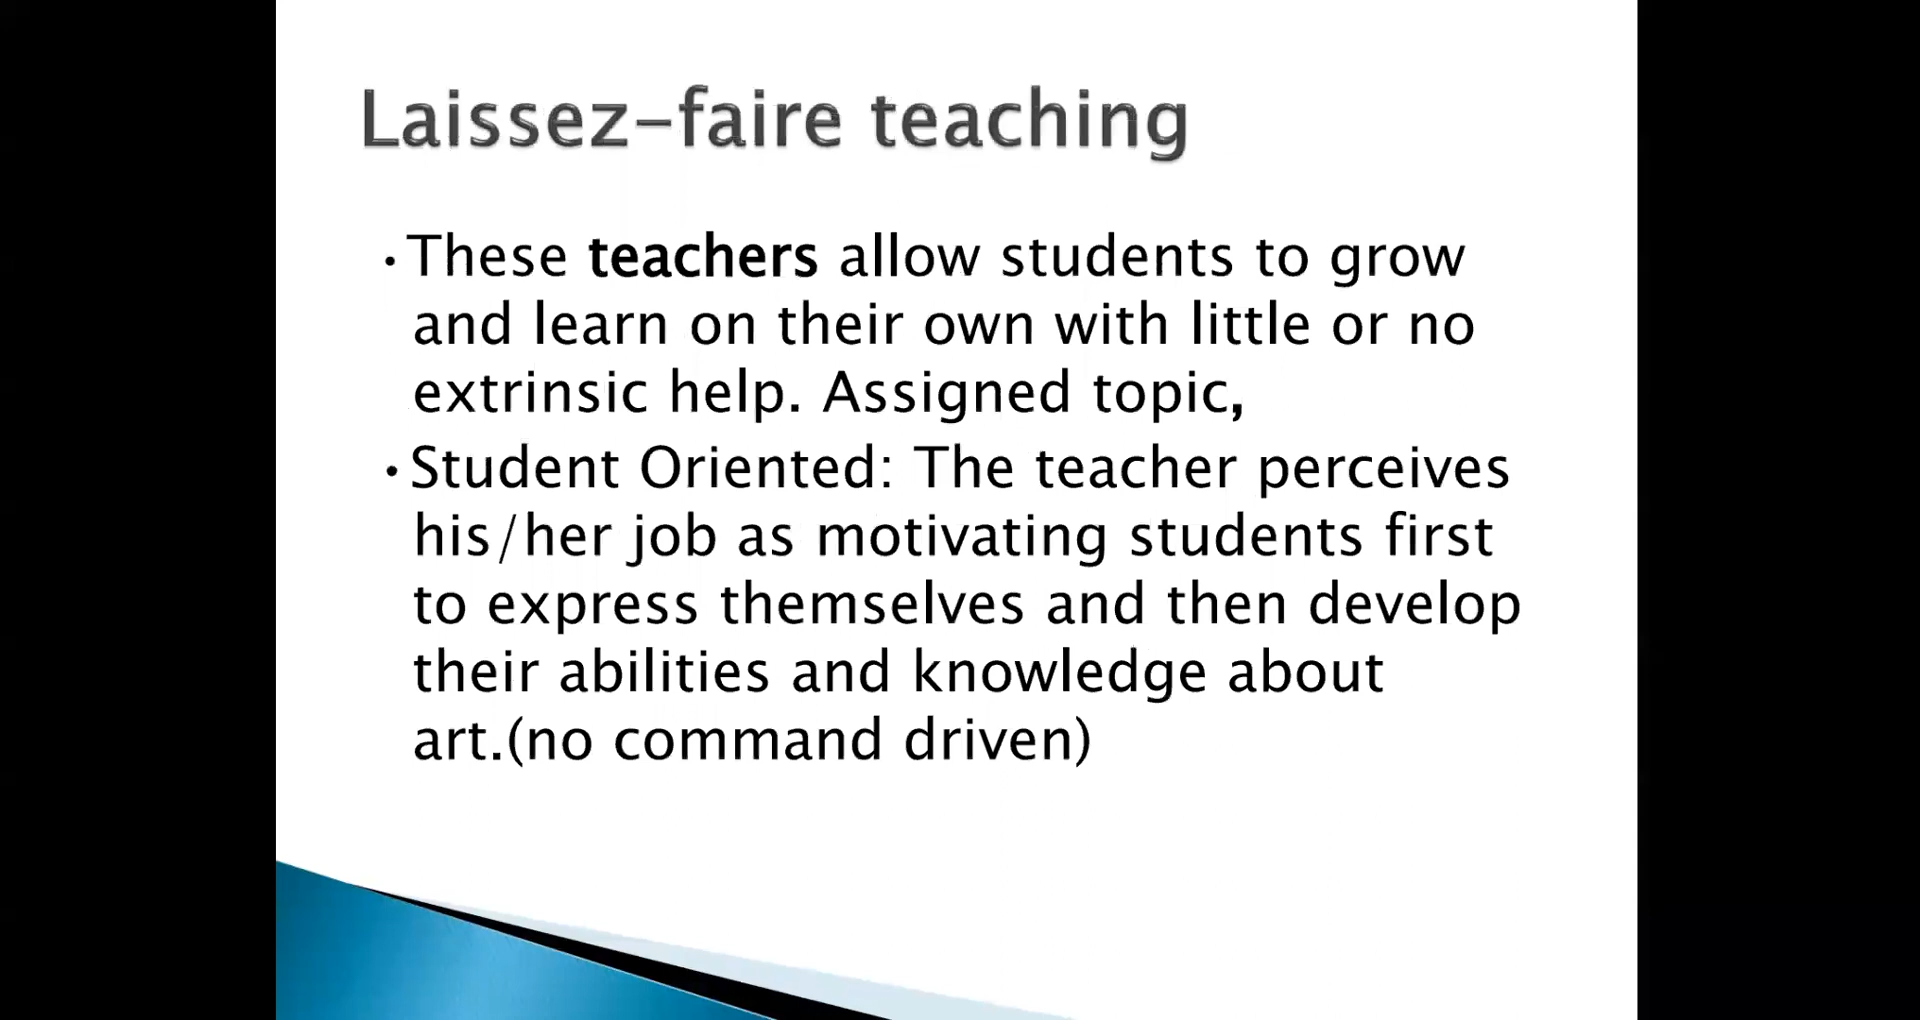 Laissez-faire teaching
•These teachers allow students to grow
and learn on their own with little or no
extrinsic help. Assigned topic,
•Student Oriented: The teacher perceives
his/her job as motivating students first
to express themselves and then develop
their abilities and knowledge about
art.(no command driven)